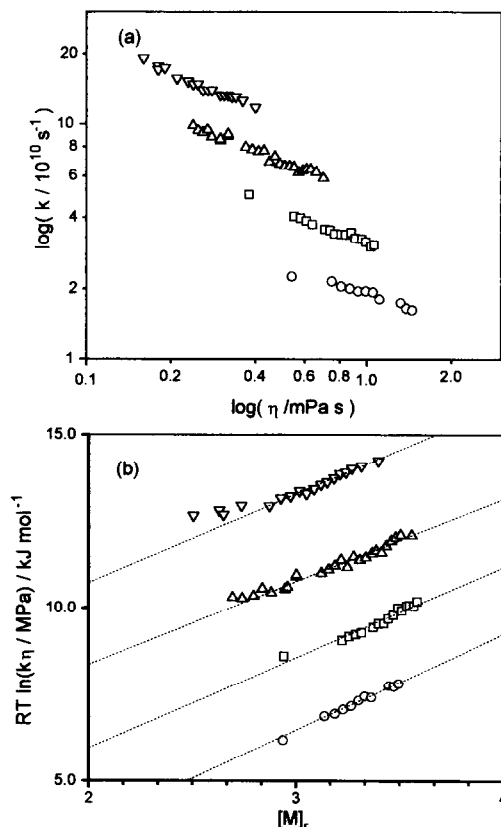 (a)
20
10
8
6
4
2
1
log( k / 10¹⁰ s⁻¹ )
0.1 0.2 0.4 0.6 0.8 1.0 2.0
log( η /mPa s )
(b)
15.0
10.0
5.0
RT ln(kη / MPa) / kJ mol⁻¹
2 3 4
[M]ᵣ